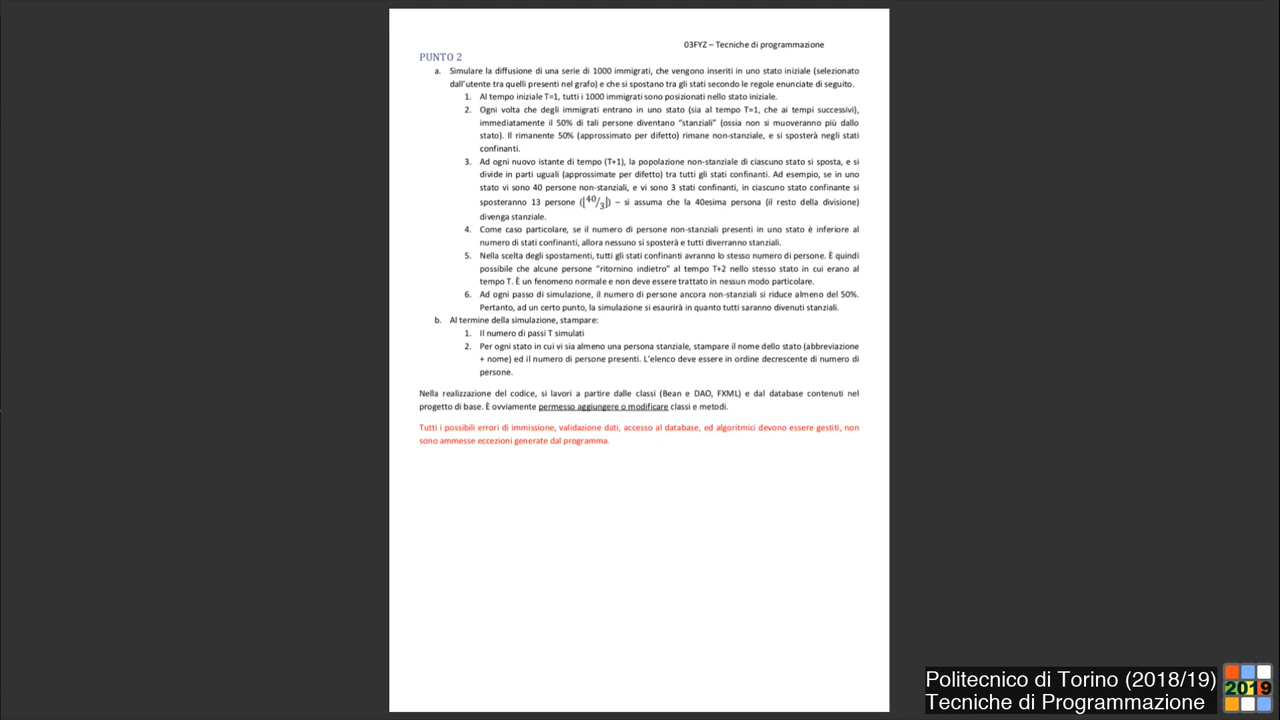 03FYZ – Tecniche di programmazione
PUNTO 2
a. Simulare la diffusione di una serie di 1000 immigrati, che vengono inseriti in uno stato iniziale (selezionato
dall'utente tra quelli presenti nel grafo) e che si spostano tra gli stati secondo le regole enunciate di seguito.
1. Al tempo iniziale T=1, tutti i 1000 immigrati sono posizionati nello stato iniziale.
2. Ogni volta che degli immigrati entrano in uno stato (sia al tempo T=1, che ai tempi successivi),
immediatamente il 50% di tali persone diventano "stanziali" (ossia non si muoveranno più dallo
stato). Il rimanente 50% (approssimato per difetto) rimane non-stanziale, e si sposterà negli stati
confinanti.
3. Ad ogni nuovo istante di tempo (T+1), la popolazione non-stanziale di ciascuno stato si sposta, e si
divide in parti uguali (approssimate per difetto) tra tutti gli stati confinanti. Ad esempio, se in uno
stato vi sono 40 persone non-stanziali, e vi sono 3 stati confinanti, in ciascuno stato confinante si
sposteranno 13 persone (⌊40/3⌋) – si assuma che la 40esima persona (il resto della divisione)
divenga stanziale.
4. Come caso particolare, se il numero di persone non-stanziali presenti in uno stato è inferiore al
numero di stati confinanti, allora nessuno si sposterà e tutti diverranno stanziali.
5. Nella scelta degli spostamenti, tutti gli stati confinanti avranno lo stesso numero di persone. È quindi
possibile che alcune persone "ritornino indietro" al tempo T+2 nello stesso stato in cui erano al
tempo T. È un fenomeno normale e non deve essere trattato in nessun modo particolare.
6. Ad ogni passo di simulazione, il numero di persone ancora non-stanziali si riduce almeno del 50%.
Pertanto, ad un certo punto, la simulazione si esaurirà in quanto tutti saranno divenuti stanziali.
b. Al termine della simulazione, stampare:
1. Il numero di passi T simulati
2. Per ogni stato in cui vi sia almeno una persona stanziale, stampare il nome dello stato (abbreviazione
+ nome) ed il numero di persone presenti. L'elenco deve essere in ordine decrescente di numero di
persone.
Nella realizzazione del codice, si lavori a partire dalle classi (Bean e DAO, FXML) e dal database contenuti nel
progetto di base. È ovviamente permesso aggiungere o modificare classi e metodi.
Tutti i possibili errori di immissione, validazione dati, accesso al database, ed algoritmici devono essere gestiti, non
sono ammesse eccezioni generate dal programma.
Politecnico di Torino (2018/19)
Tecniche di Programmazione
2019